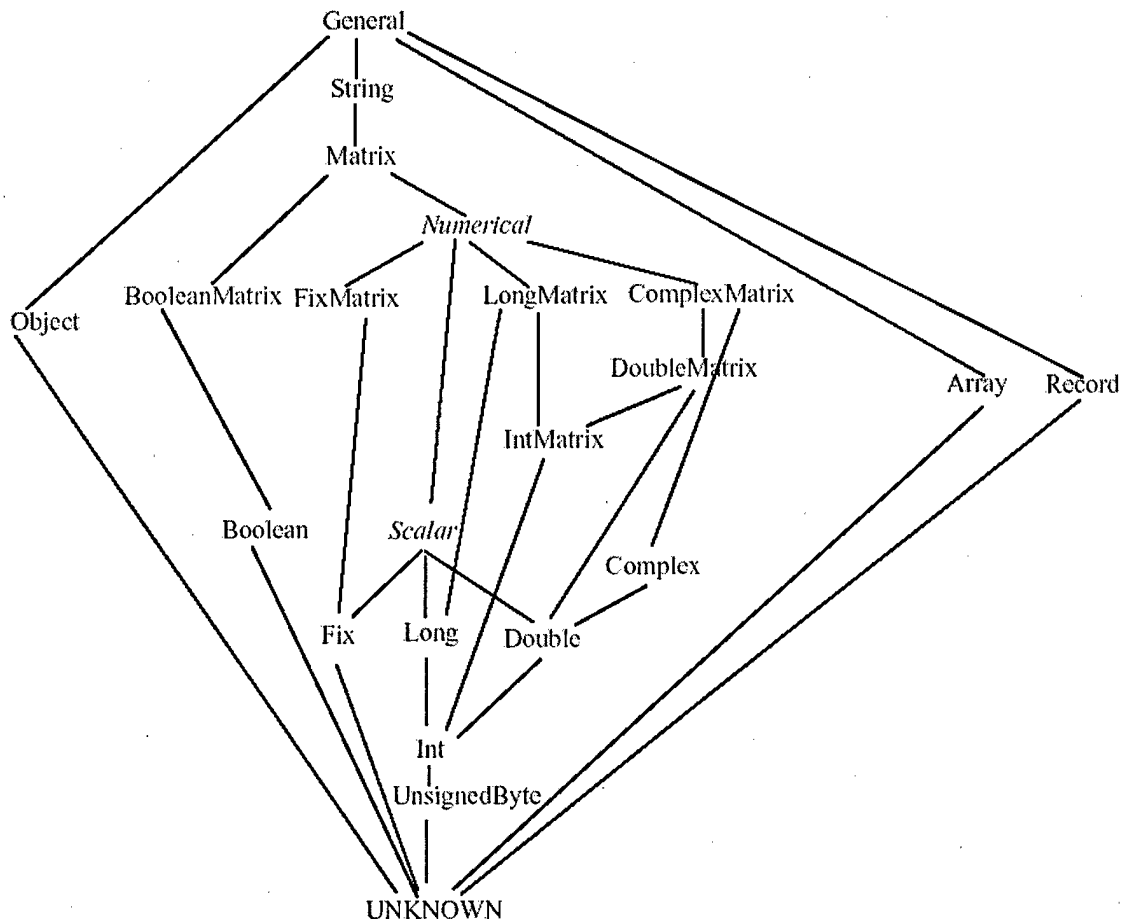 General
String
Matrix
Numerical
BooleanMatrix FixMatrix LongMatrix ComplexMatrix
Object
DoubleMatrix
Array Record
IntMatrix
Boolean Scalar
Complex
Fix Long Double
Int
UnsignedByte
UNKNOWN